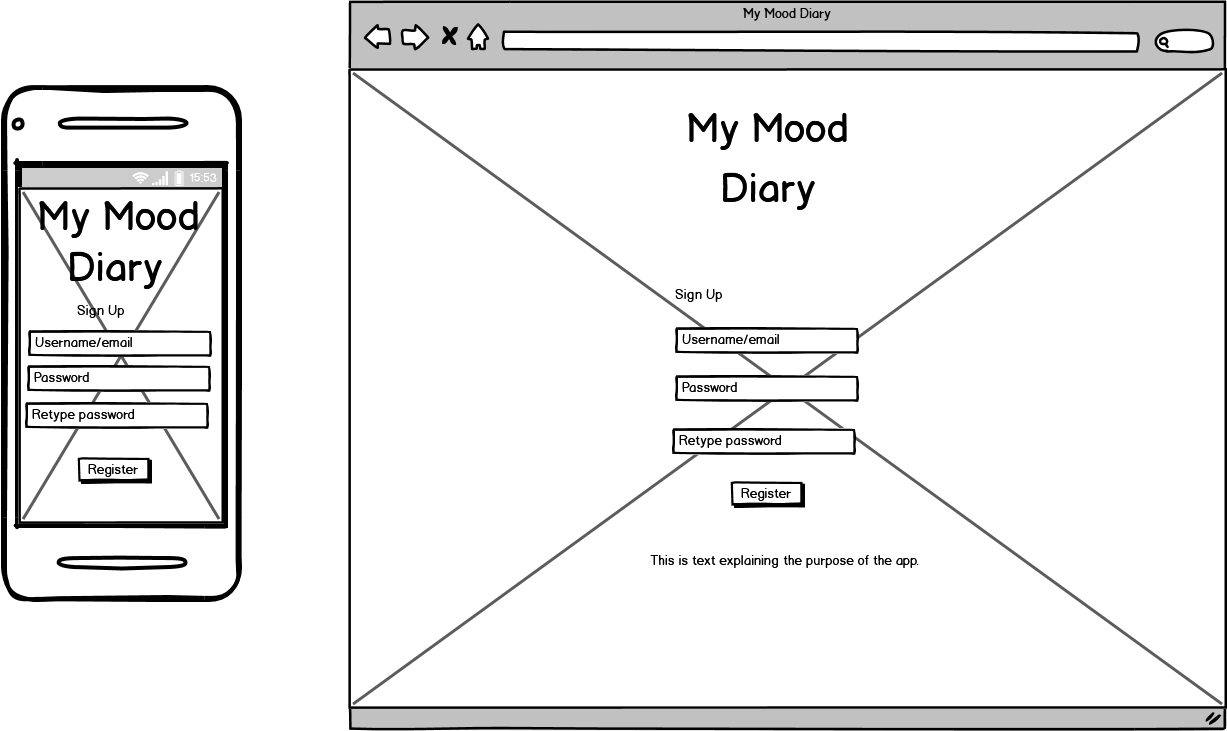 15:53
My Mood
Diary
Sign Up
Username/email
Password
Retype password
Register
My Mood Diary
My Mood
Diary
Sign Up
Username/email
Password
Retype password
Register
This is text explaining the purpose of the app.